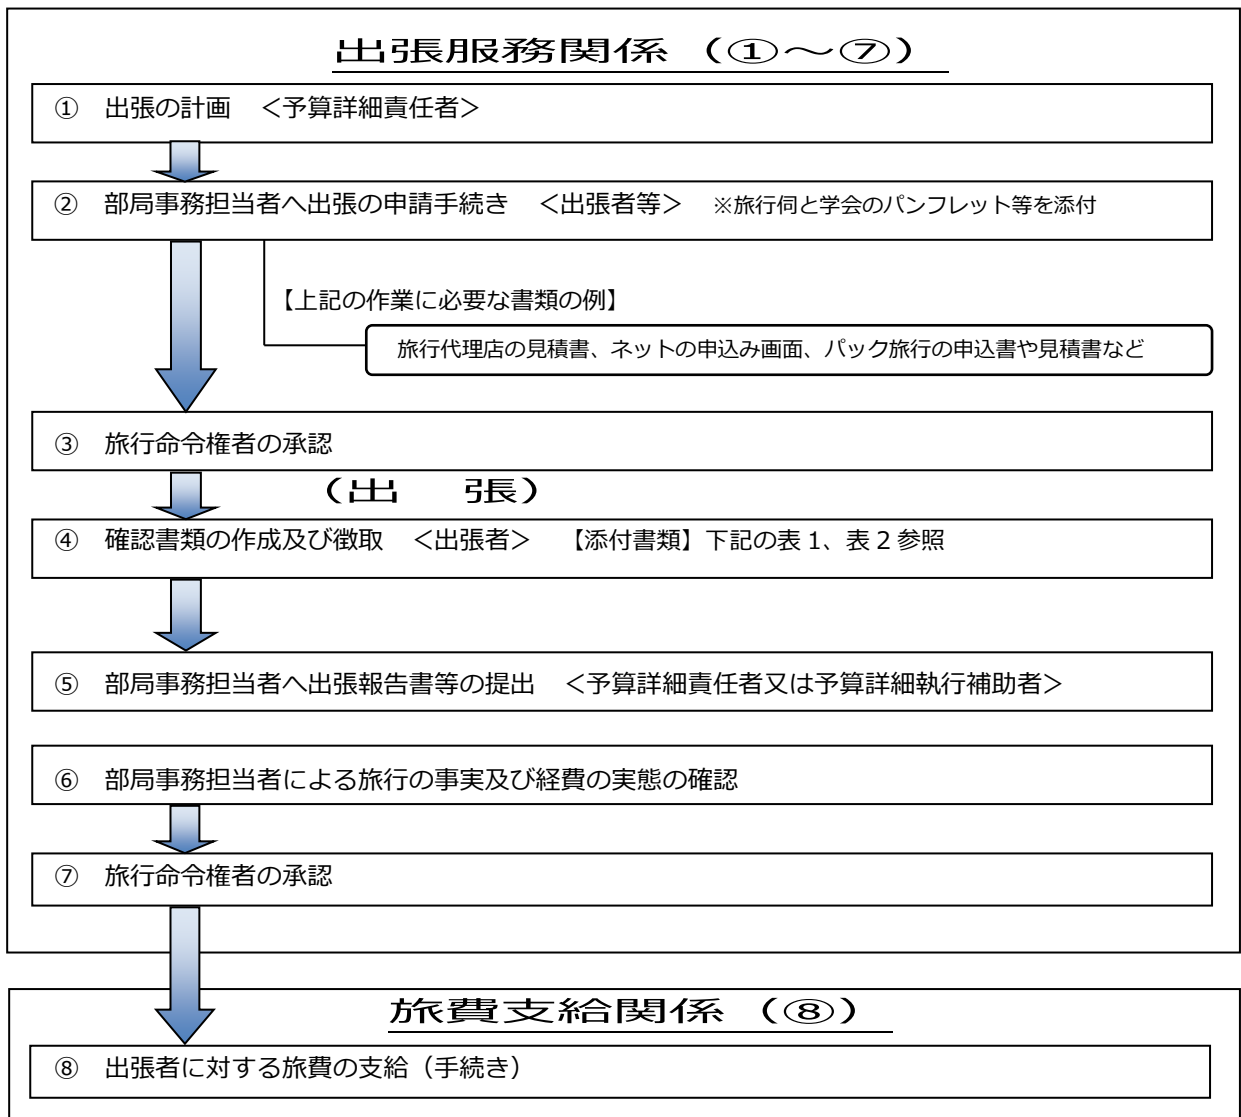 出張服務関係（①～⑦）
① 出張の計画 ＜予算詳細責任者＞
② 部局事務担当者へ出張の申請手続き ＜出張者等＞ ※旅行伺と学会のパンフレット等を添付
【上記の作業に必要な書類の例】
旅行代理店の見積書、ネットの申込み画面、パック旅行の申込書や見積書など
③ 旅行命令権者の承認
（出　張）
④ 確認書類の作成及び徴取 ＜出張者＞ 【添付書類】下記の表１、表２参照
⑤ 部局事務担当者へ出張報告書等の提出 ＜予算詳細責任者又は予算詳細執行補助者＞
⑥ 部局事務担当者による旅行の事実及び経費の実態の確認
⑦ 旅行命令権者の承認
旅費支給関係（⑧）
⑧ 出張者に対する旅費の支給（手続き）